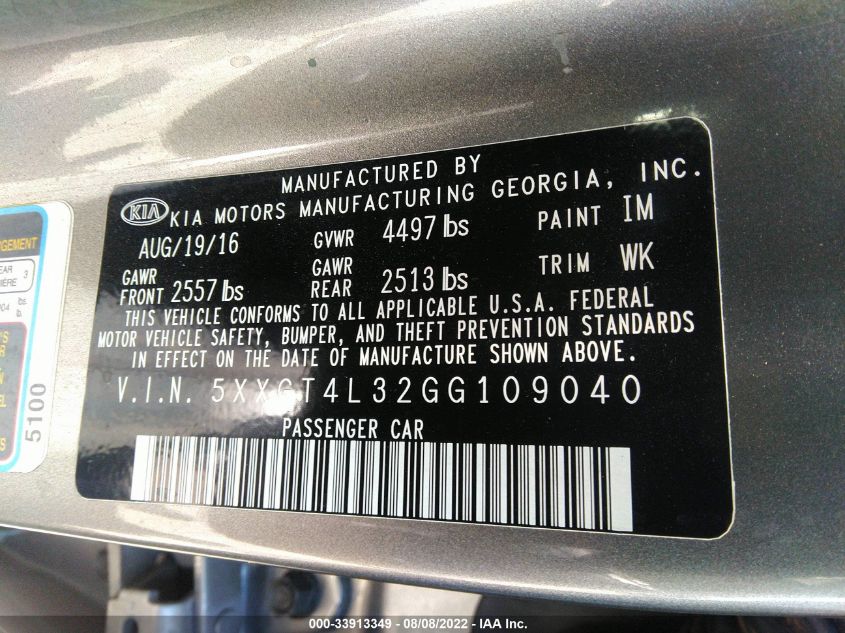 MANUFACTURED BY
KIA KIA MOTORS MANUFACTURING GEORGIA, INC.
AUG/19/16 GVWR 4497 lbs PAINT IM
GAWR FRONT 2557 lbs GAWR REAR 2513 lbs TRIM WK
THIS VEHICLE CONFORMS TO ALL APPLICABLE U.S.A. FEDERAL
MOTOR VEHICLE SAFETY, BUMPER, AND THEFT PREVENTION STANDARDS
IN EFFECT ON THE DATE OF MANUFACTURE SHOWN ABOVE.
V.I.N. 5XXGT4L32GG109040
PASSENGER CAR
3
lbs.
5100
000-33913349 - 08/08/2022 - IAA Inc.